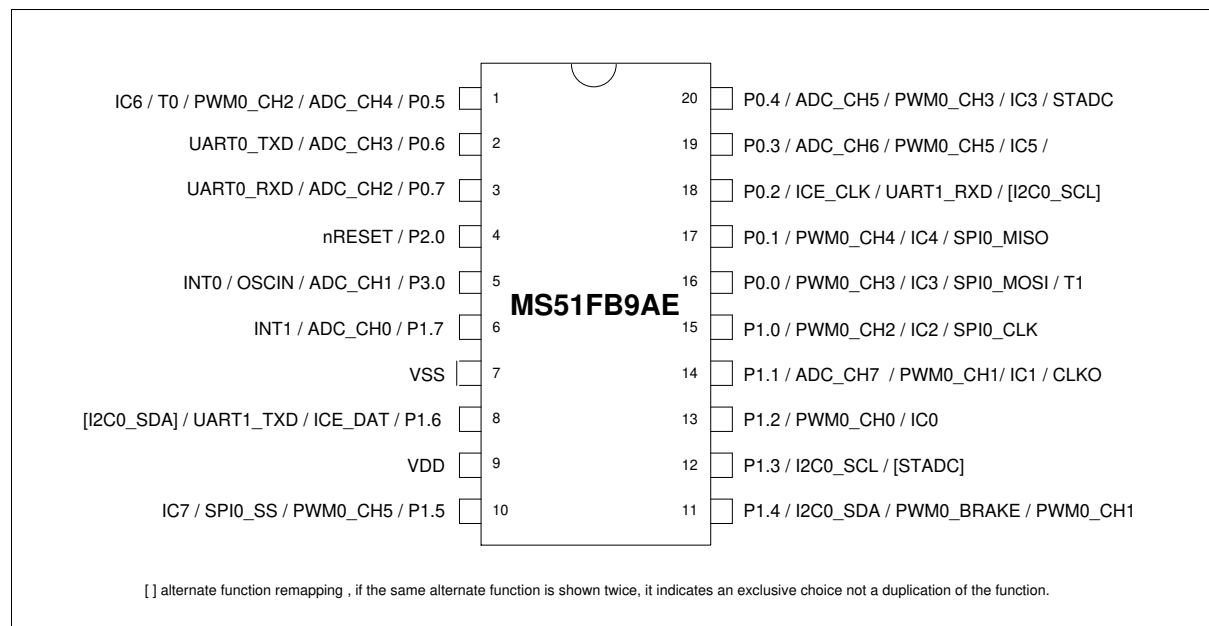 IC6 / T0 / PWM0_CH2 / ADC_CH4 / P0.5 1 20 P0.4 / ADC_CH5 / PWM0_CH3 / IC3 / STADC
UART0_TXD / ADC_CH3 / P0.6 2 19 P0.3 / ADC_CH6 / PWM0_CH5 / IC5 /
UART0_RXD / ADC_CH2 / P0.7 3 18 P0.2 / ICE_CLK / UART1_RXD / [I2C0_SCL]
nRESET / P2.0 4 17 P0.1 / PWM0_CH4 / IC4 / SPI0_MISO
INT0 / OSCIN / ADC_CH1 / P3.0 5 16 P0.0 / PWM0_CH3 / IC3 / SPI0_MOSI / T1
MS51FB9AE
INT1 / ADC_CH0 / P1.7 6 15 P1.0 / PWM0_CH2 / IC2 / SPI0_CLK
VSS 7 14 P1.1 / ADC_CH7 / PWM0_CH1/ IC1 / CLKO
[I2C0_SDA] / UART1_TXD / ICE_DAT / P1.6 8 13 P1.2 / PWM0_CH0 / IC0
VDD 9 12 P1.3 / I2C0_SCL / [STADC]
IC7 / SPI0_SS / PWM0_CH5 / P1.5 10 11 P1.4 / I2C0_SDA / PWM0_BRAKE / PWM0_CH1
[ ] alternate function remapping , if the same alternate function is shown twice, it indicates an exclusive choice not a duplication of the function.